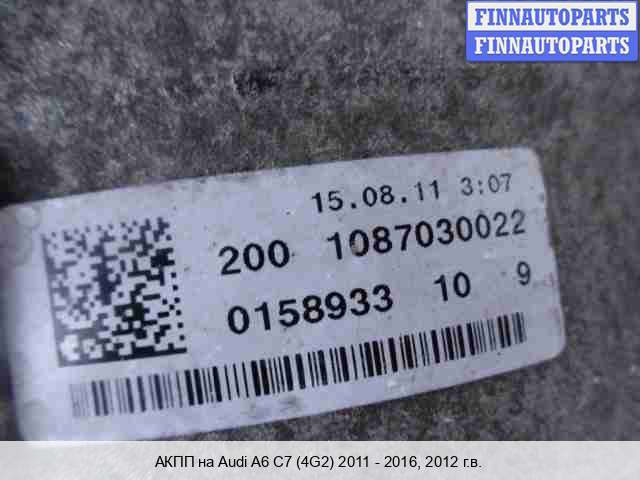 FINNAUTOPARTS
FINNAUTOPARTS
15.08.11 3:07
200 1087030022
0158933 10 9
АКПП на Audi A6 C7 (4G2) 2011 - 2016, 2012 г.в.